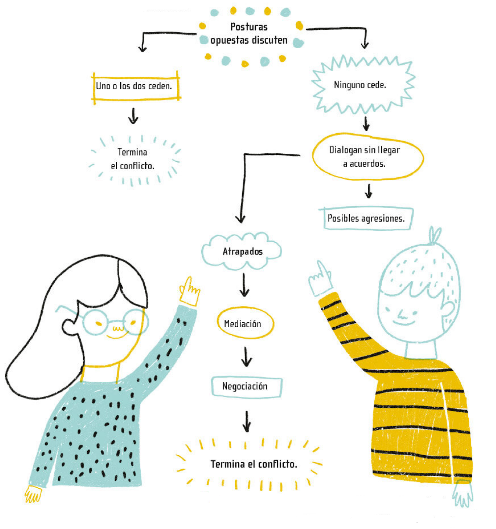 Posturas
opuestas discuten
Uno o los dos ceden.
Ninguno cede.
Termina
el conflicto.
Dialogan sin llegar
a acuerdos.
Posibles agresiones.
Atrapados
Mediación
Negociación
Termina el conflicto.